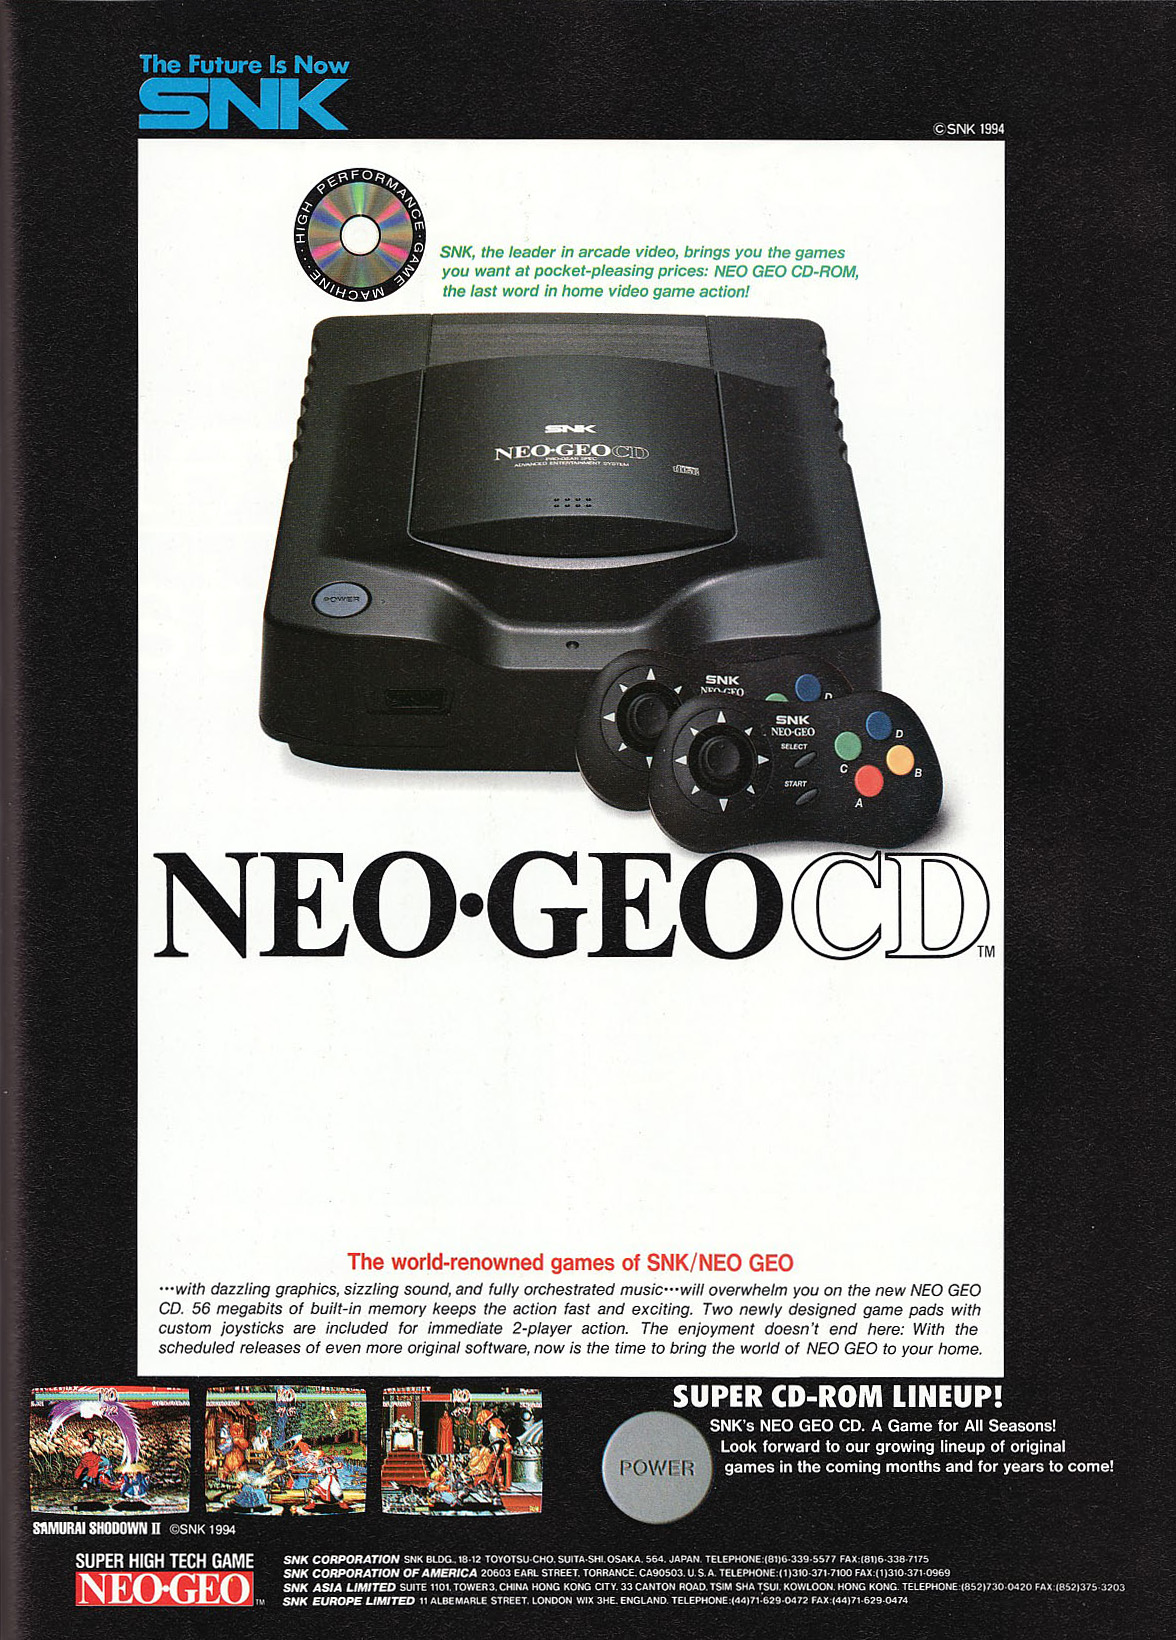 The Future Is Now
SNK
©SNK 1994
HIGH PERFORMANCE · GAME MACHINE...
SNK, the leader in arcade video, brings you the games
you want at pocket-pleasing prices: NEO GEO CD-ROM,
the last word in home video game action!
SNK
NEO·GEO CD
PRO-GEAR SPEC
ADVANCED ENTERTAINMENT SYSTEM
POWER
SNK
NEO-GEO
D
SNK
NEO-GEO
SELECT
START
D
C
B
A
NEO·GEO CD™
The world-renowned games of SNK/NEO GEO
···with dazzling graphics, sizzling sound, and fully orchestrated music···will overwhelm you on the new NEO GEO
CD. 56 megabits of built-in memory keeps the action fast and exciting. Two newly designed game pads with
custom joysticks are included for immediate 2-player action. The enjoyment doesn't end here: With the
scheduled releases of even more original software, now is the time to bring the world of NEO GEO to your home.
SUPER CD-ROM LINEUP!
SNK's NEO GEO CD. A Game for All Seasons!
Look forward to our growing lineup of original
games in the coming months and for years to come!
POWER
SAMURAI SHODOWN II ©SNK 1994
SUPER HIGH TECH GAME
NEO·GEO™
SNK CORPORATION SNK BLDG., 18-12 TOYOTSU-CHO, SUITA-SHI, OSAKA, 564, JAPAN. TELEPHONE:(81)6-339-5577 FAX:(81)6-338-7175
SNK CORPORATION OF AMERICA 20603 EARL STREET, TORRANCE, CA90503, U.S.A. TELEPHONE:(1)310-371-7100 FAX:(1)310-371-0969
SNK ASIA LIMITED SUITE 1101, TOWER3, CHINA HONG KONG CITY, 33 CANTON ROAD, TSIM SHA TSUI, KOWLOON, HONG KONG. TELEPHONE:(852)730-0420 FAX:(852)375-3203
SNK EUROPE LIMITED 11 ALBEMARLE STREET, LONDON WIX 3HE, ENGLAND. TELEPHONE:(44)71-629-0472 FAX:(44)71-629-0474